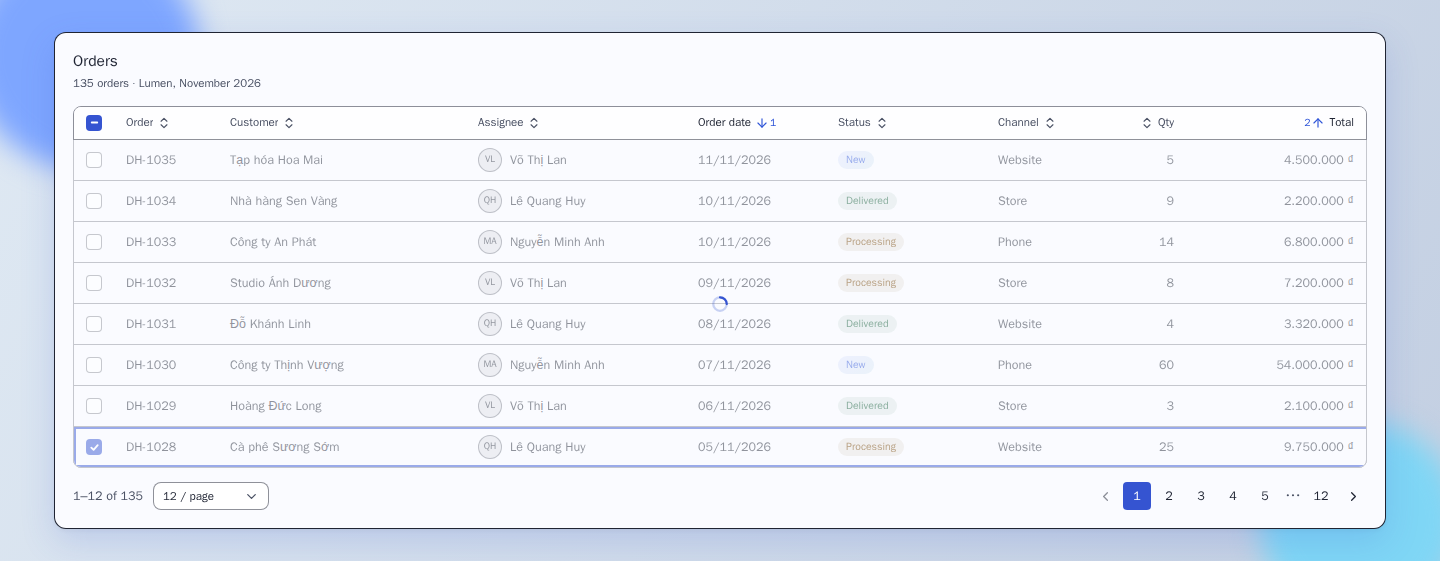 Orders
135 orders · Lumen, November 2026
Order Customer Assignee Order date 1 Status Channel Qty 2 Total
DH-1035 Tạp hóa Hoa Mai VL Võ Thị Lan 11/11/2026 New Website 5 4.500.000 ₫
DH-1034 Nhà hàng Sen Vàng QH Lê Quang Huy 10/11/2026 Delivered Store 9 2.200.000 ₫
DH-1033 Công ty An Phát MA Nguyễn Minh Anh 10/11/2026 Processing Phone 14 6.800.000 ₫
DH-1032 Studio Ánh Dương VL Võ Thị Lan 09/11/2026 Processing Store 8 7.200.000 ₫
DH-1031 Đỗ Khánh Linh QH Lê Quang Huy 08/11/2026 Delivered Website 4 3.320.000 ₫
DH-1030 Công ty Thịnh Vượng MA Nguyễn Minh Anh 07/11/2026 New Phone 60 54.000.000 ₫
DH-1029 Hoàng Đức Long VL Võ Thị Lan 06/11/2026 Delivered Store 3 2.100.000 ₫
DH-1028 Cà phê Sương Sớm QH Lê Quang Huy 05/11/2026 Processing Website 25 9.750.000 ₫
1–12 of 135 12 / page 1 2 3 4 5 ··· 12